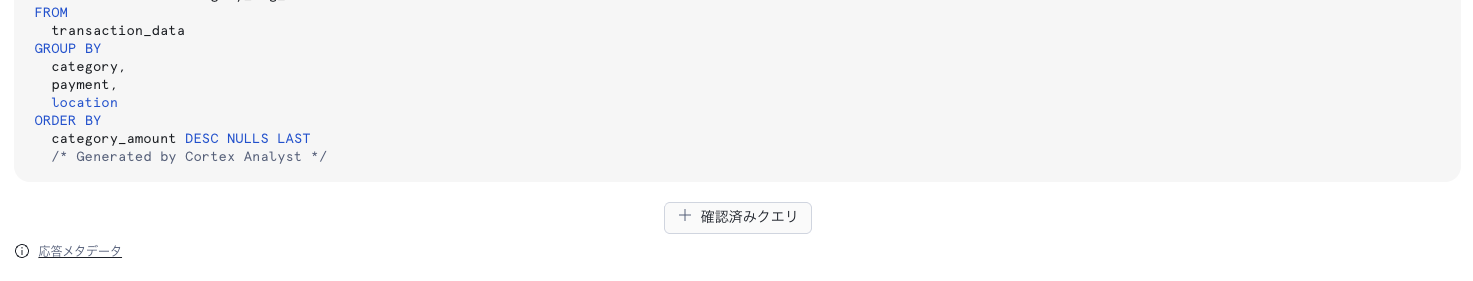 FROM
transaction_data
GROUP BY
category,
payment,
location
ORDER BY
category_amount DESC NULLS LAST
/* Generated by Cortex Analyst */
+ 確認済みクエリ
応答メタデータ